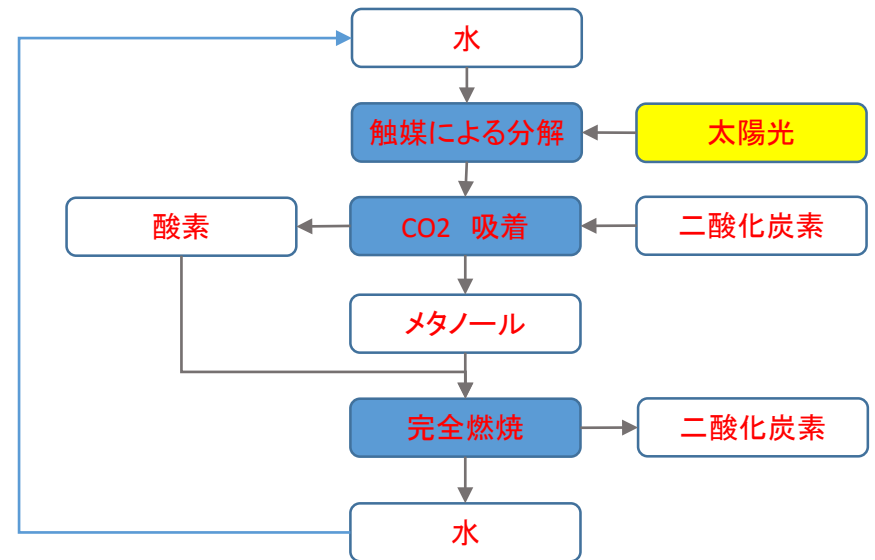 水
触媒による分解
太陽光
酸素
CO2 吸着
二酸化炭素
メタノール
完全燃焼
二酸化炭素
水